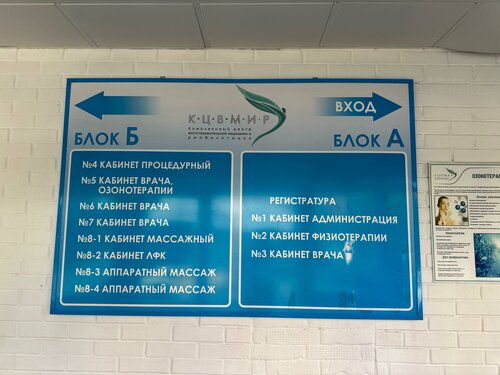 ВХОД
К·Ц·В·М·И·Р
Комплексный центр
восстановительной медицины и
реабилитации
БЛОК Б
БЛОК А
№4 КАБИНЕТ ПРОЦЕДУРНЫЙ
№5 КАБИНЕТ ВРАЧА,
ОЗОНОТЕРАПИИ
№6 КАБИНЕТ ВРАЧА
№7 КАБИНЕТ ВРАЧА
№8-1 КАБИНЕТ МАССАЖНЫЙ
№8-2 КАБИНЕТ ЛФК
№8-3 АППАРАТНЫЙ МАССАЖ
№8-4 АППАРАТНЫЙ МАССАЖ
РЕГИСТРАТУРА
№1 КАБИНЕТ АДМИНИСТРАЦИЯ
№2 КАБИНЕТ ФИЗИОТЕРАПИИ
№3 КАБИНЕТ ВРАЧА
ОЗОНОТЕРА